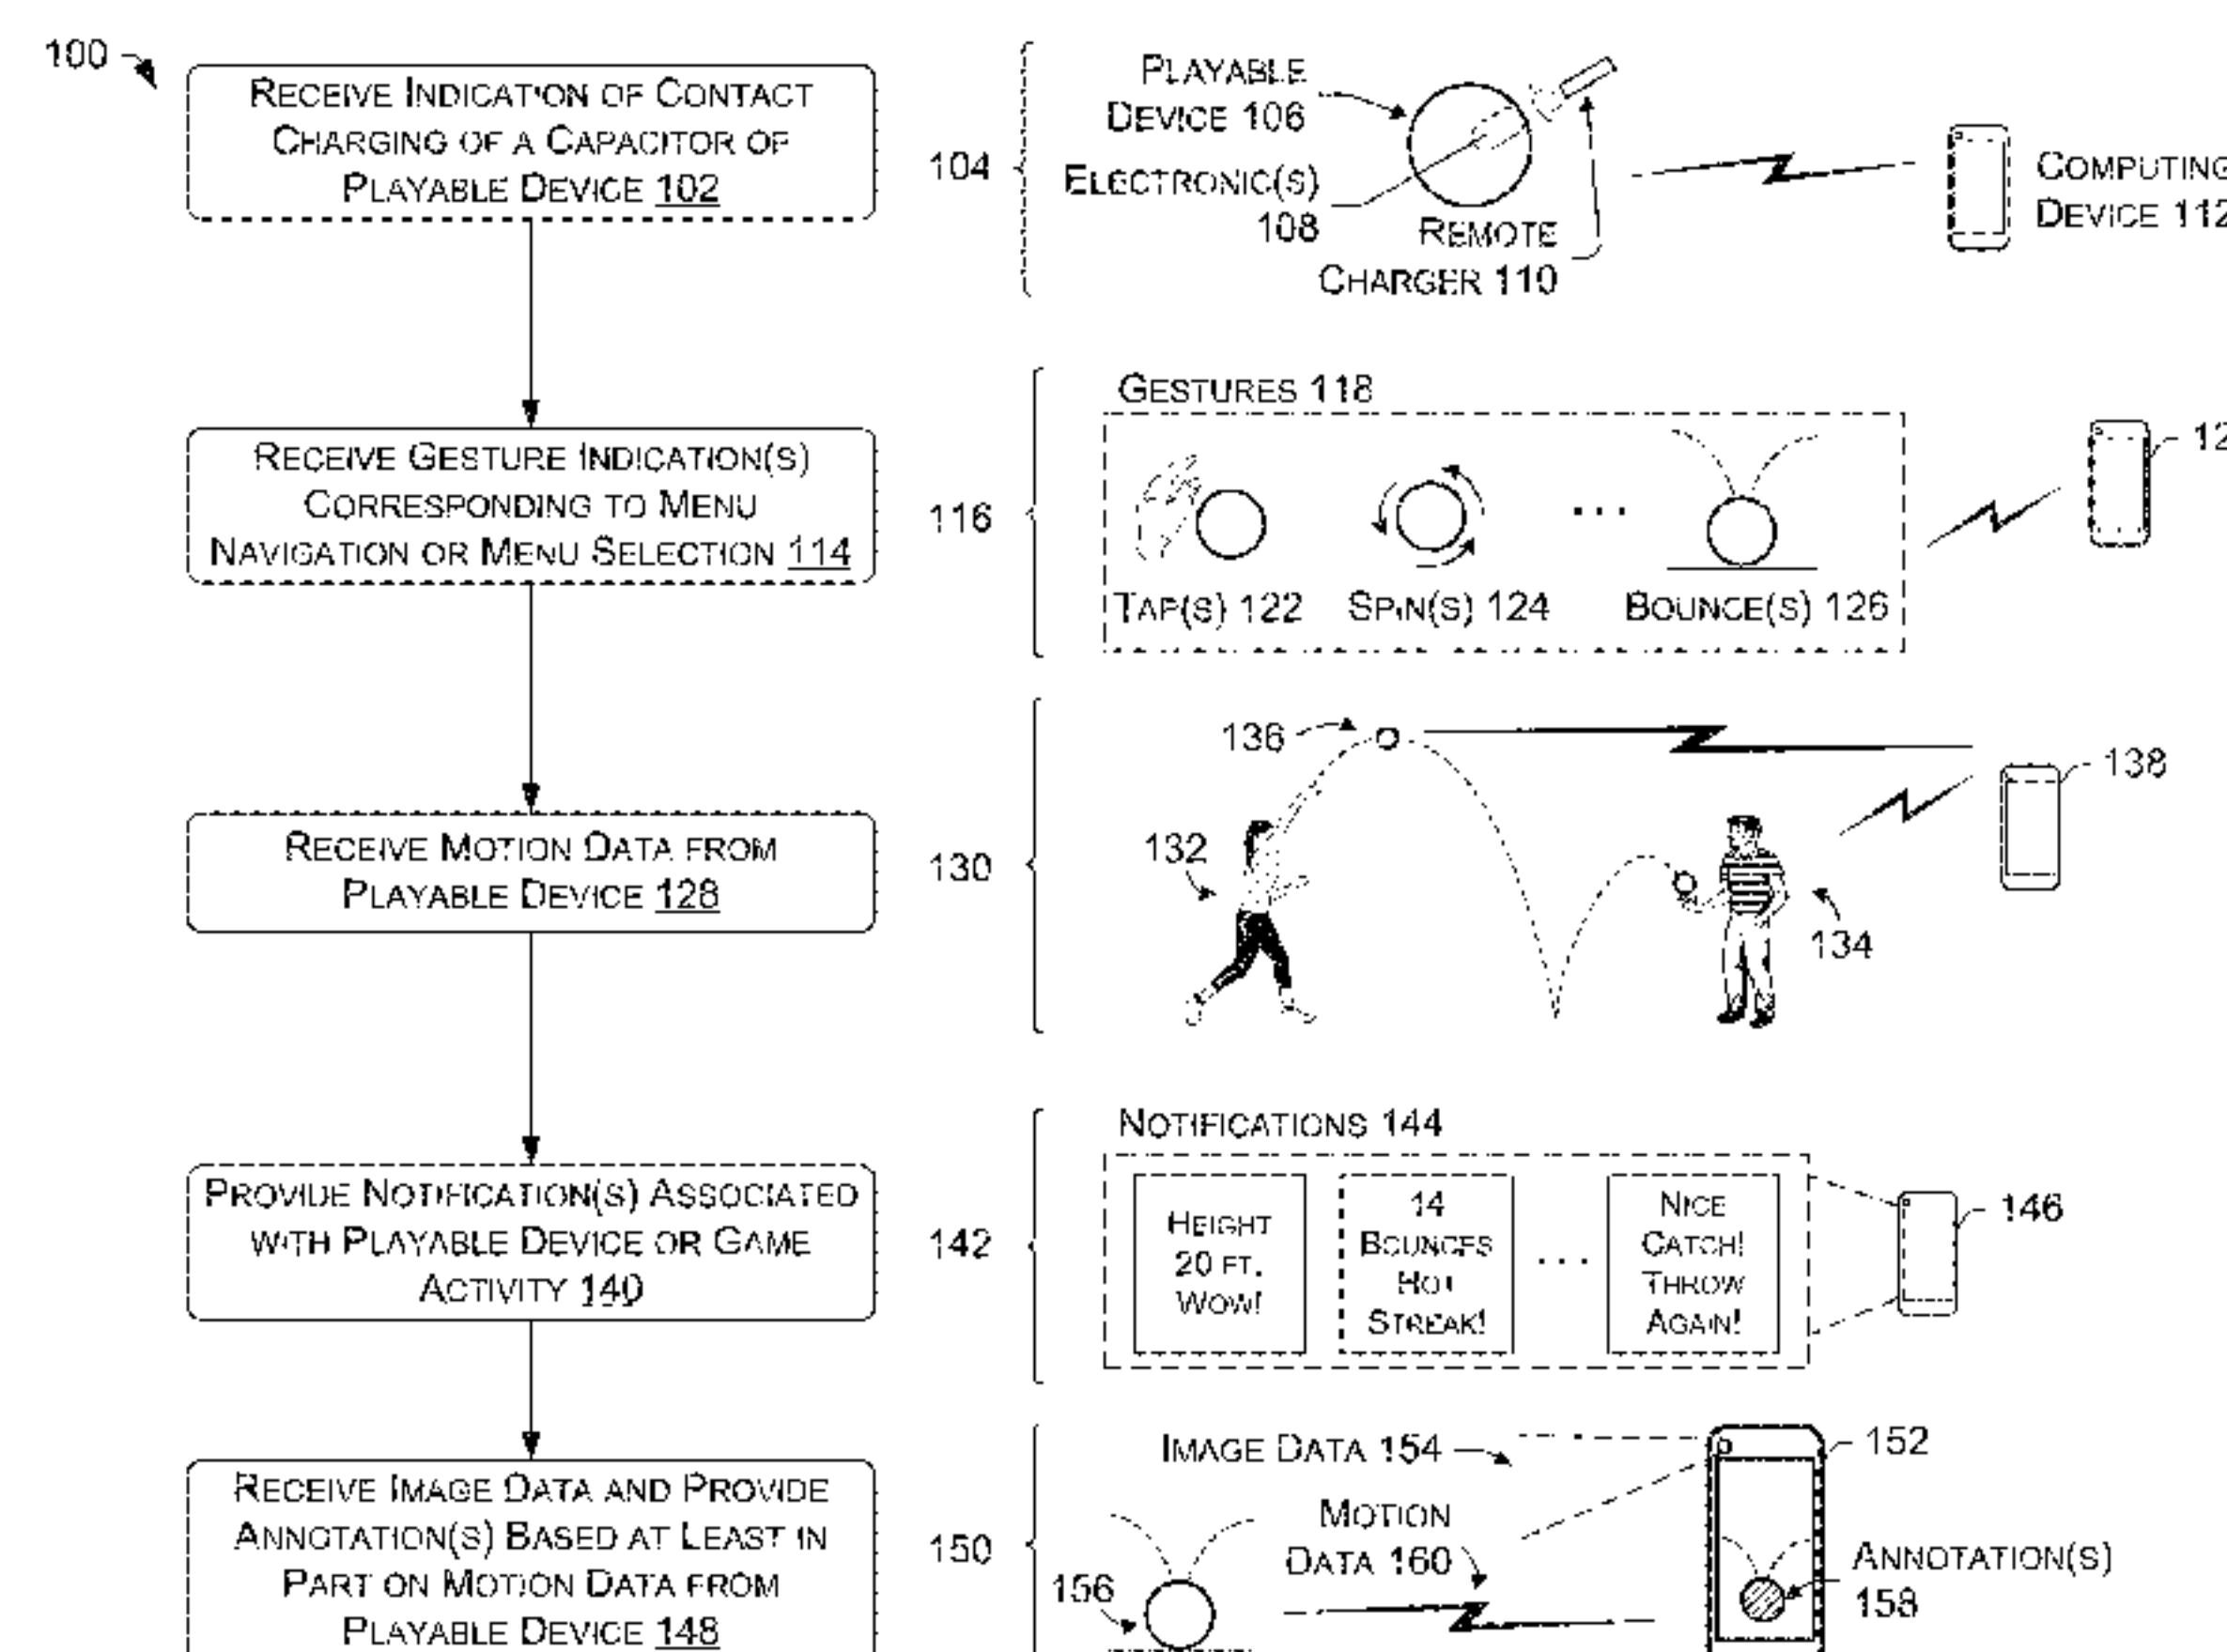 100
RECEIVE INDICATION OF CONTACT
CHARGING OF A CAPACITOR OF
PLAYABLE DEVICE 102
104
PLAYABLE
DEVICE 106
ELECTRONIC(S)
108
REMOTE
CHARGER 110
COMPUTING
DEVICE 112
RECEIVE GESTURE INDICATION(S)
CORRESPONDING TO MENU
NAVIGATION OR MENU SELECTION 114
116
GESTURES 118
TAP(S) 122
SPIN(S) 124
...
BOUNCE(S) 126
RECEIVE MOTION DATA FROM
PLAYABLE DEVICE 128
130
132
136
134
138
PROVIDE NOTIFICATION(S) ASSOCIATED
WITH PLAYABLE DEVICE OR GAME
ACTIVITY 140
142
NOTIFICATIONS 144
HEIGHT
20 FT.
WOW!
14
BOUNCES
HOT
STREAK!
...
NICE
CATCH!
THROW
AGAIN!
146
RECEIVE IMAGE DATA AND PROVIDE
ANNOTATION(S) BASED AT LEAST IN
PART ON MOTION DATA FROM
PLAYABLE DEVICE 148
150
IMAGE DATA 154
152
MOTION
DATA 160
156
ANNOTATION(S)
158